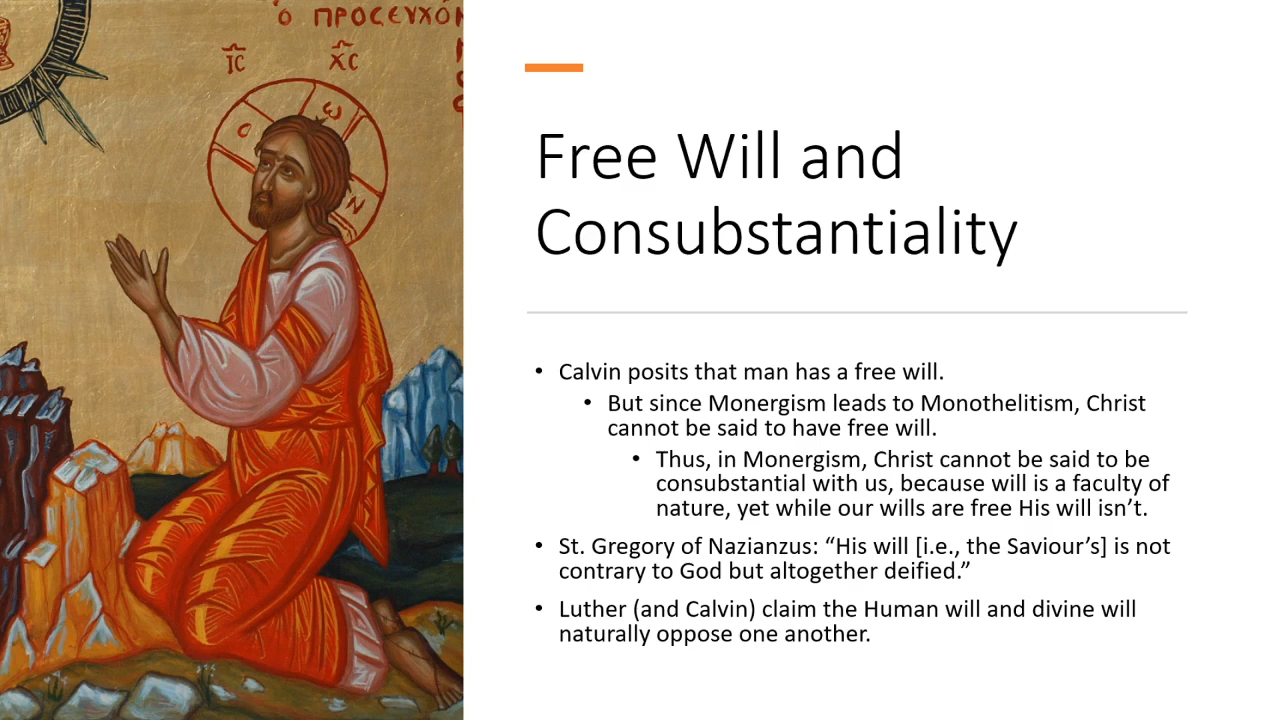 ὁ ΠΡΟСΕΥΧΌ
ΙС ΧС
Ο Ω Ν
Free Will and
Consubstantiality
• Calvin posits that man has a free will.
• But since Monergism leads to Monothelitism, Christ
cannot be said to have free will.
• Thus, in Monergism, Christ cannot be said to be
consubstantial with us, because will is a faculty of
nature, yet while our wills are free His will isn’t.
• St. Gregory of Nazianzus: “His will [i.e., the Saviour’s] is not
contrary to God but altogether deified.”
• Luther (and Calvin) claim the Human will and divine will
naturally oppose one another.